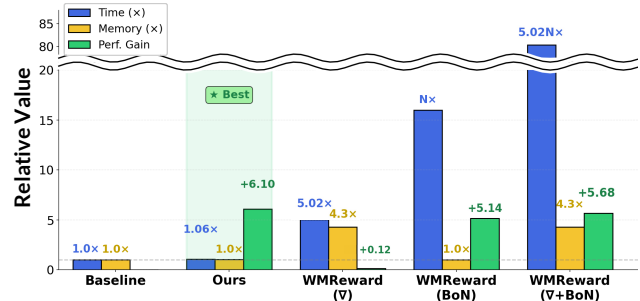 Time (×)
Memory (×)
Perf. Gain
Relative Value
85
80
20
15
10
5
0
★ Best
1.0×
1.0×
1.06×
1.0×
+6.10
5.02×
4.3×
+0.12
N×
1.0×
+5.14
5.02N×
4.3×
+5.68
Baseline
Ours
WMReward
(∇)
WMReward
(BoN)
WMReward
(∇+BoN)